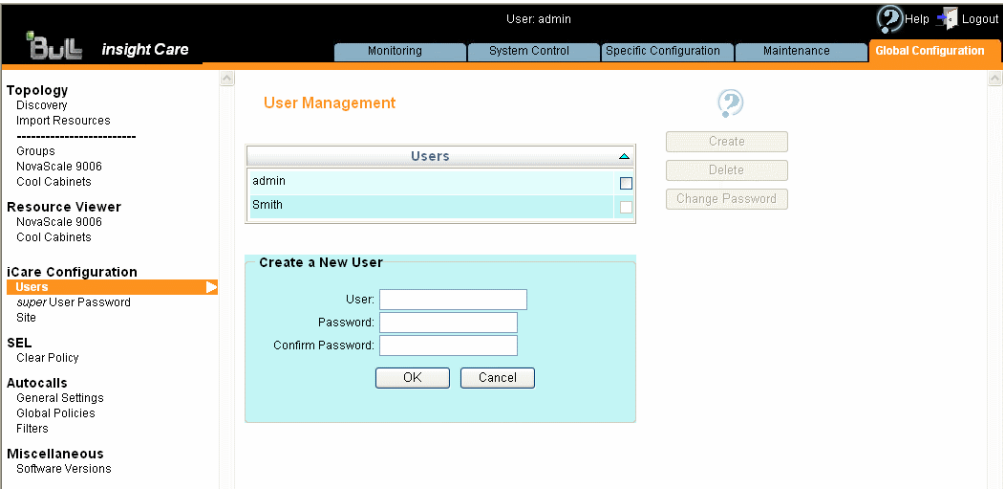 User: admin
Help
Logout
Bull
insight Care
Monitoring
System Control
Specific Configuration
Maintenance
Global Configuration
Topology
Discovery
Import Resources
-------------------------
Groups
NovaScale 9006
Cool Cabinets
Resource Viewer
NovaScale 9006
Cool Cabinets
iCare Configuration
Users
super User Password
Site
SEL
Clear Policy
Autocalls
General Settings
Global Policies
Filters
Miscellaneous
Software Versions
User Management
Users
admin
Smith
Create
Delete
Change Password
Create a New User
User:
Password:
Confirm Password:
OK
Cancel